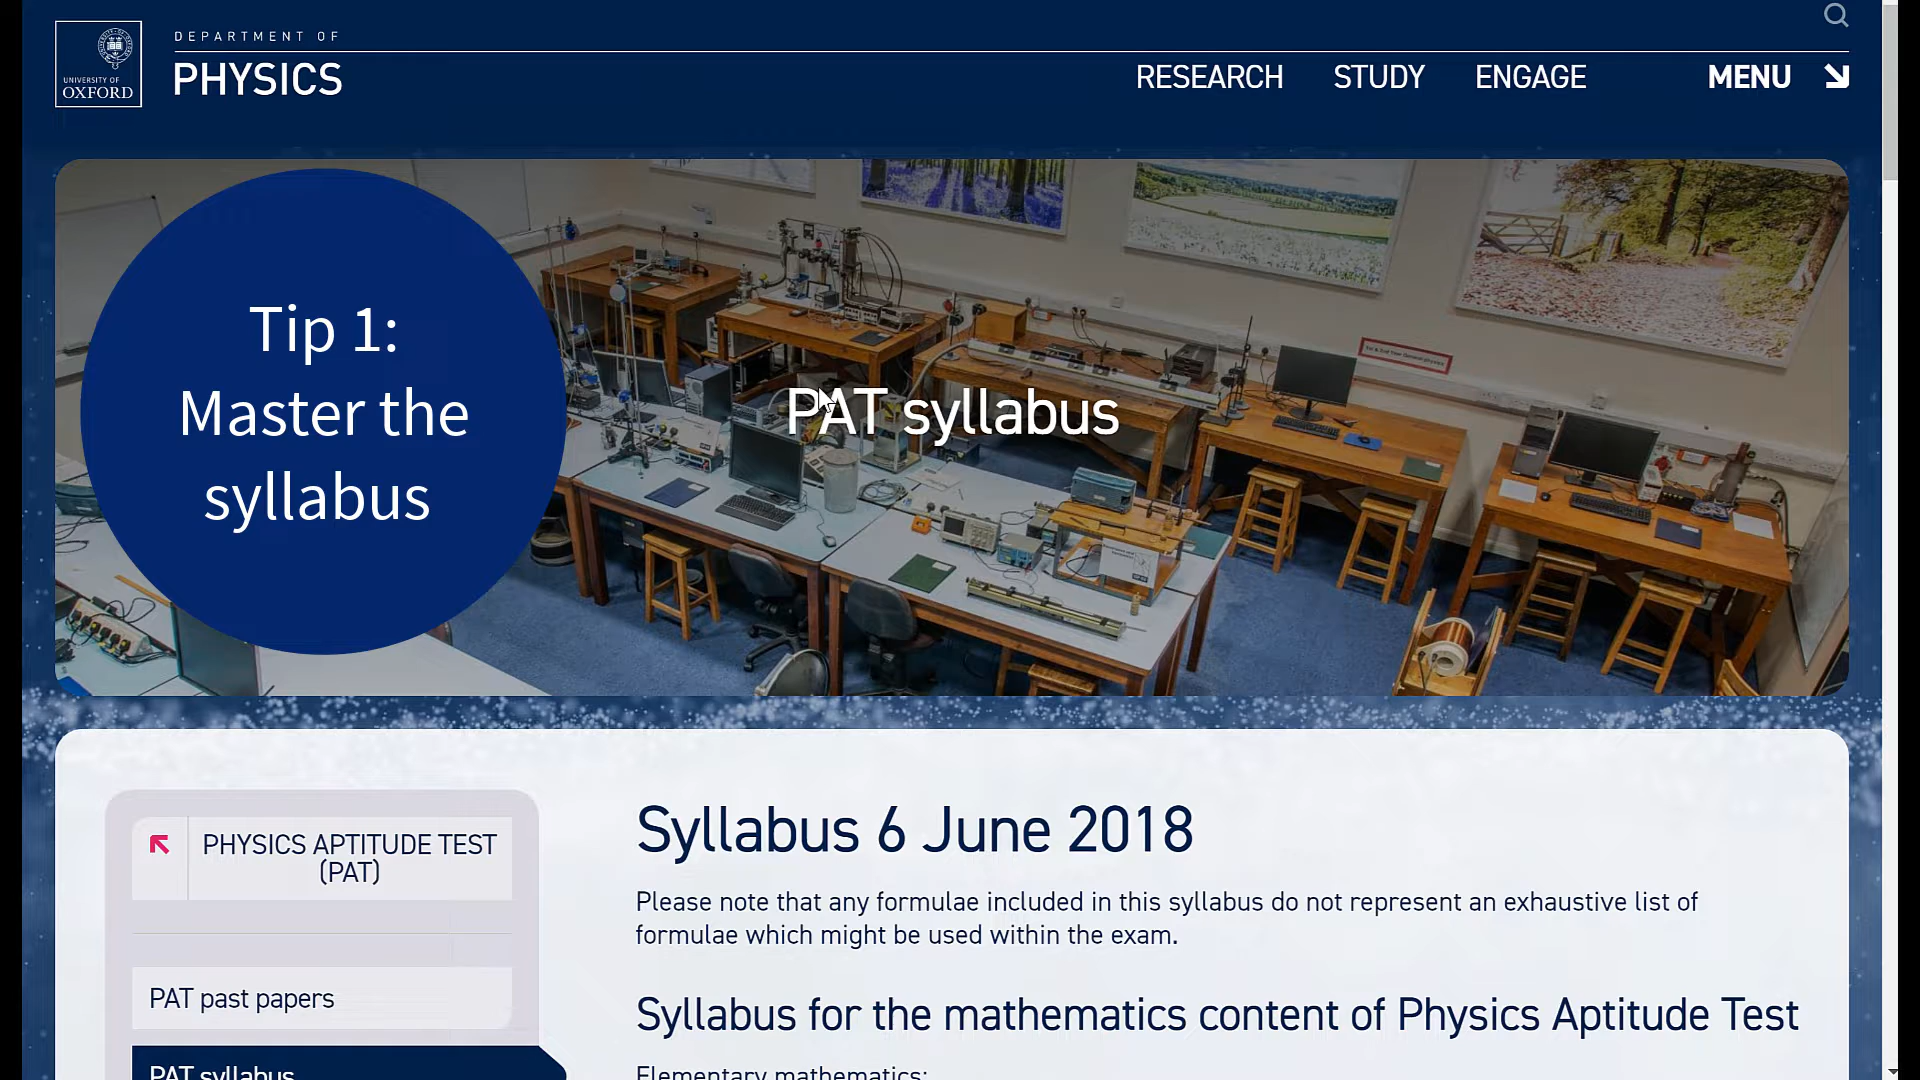 UNIVERSITY OF
OXFORD
DEPARTMENT OF
PHYSICS
RESEARCH
STUDY
ENGAGE
MENU
Tip 1:
Master the
syllabus
PAT syllabus
PHYSICS APTITUDE TEST
(PAT)
PAT past papers
PAT syllabus
Syllabus 6 June 2018
Please note that any formulae included in this syllabus do not represent an exhaustive list of
formulae which might be used within the exam.
Syllabus for the mathematics content of Physics Aptitude Test
Elementary mathematics: